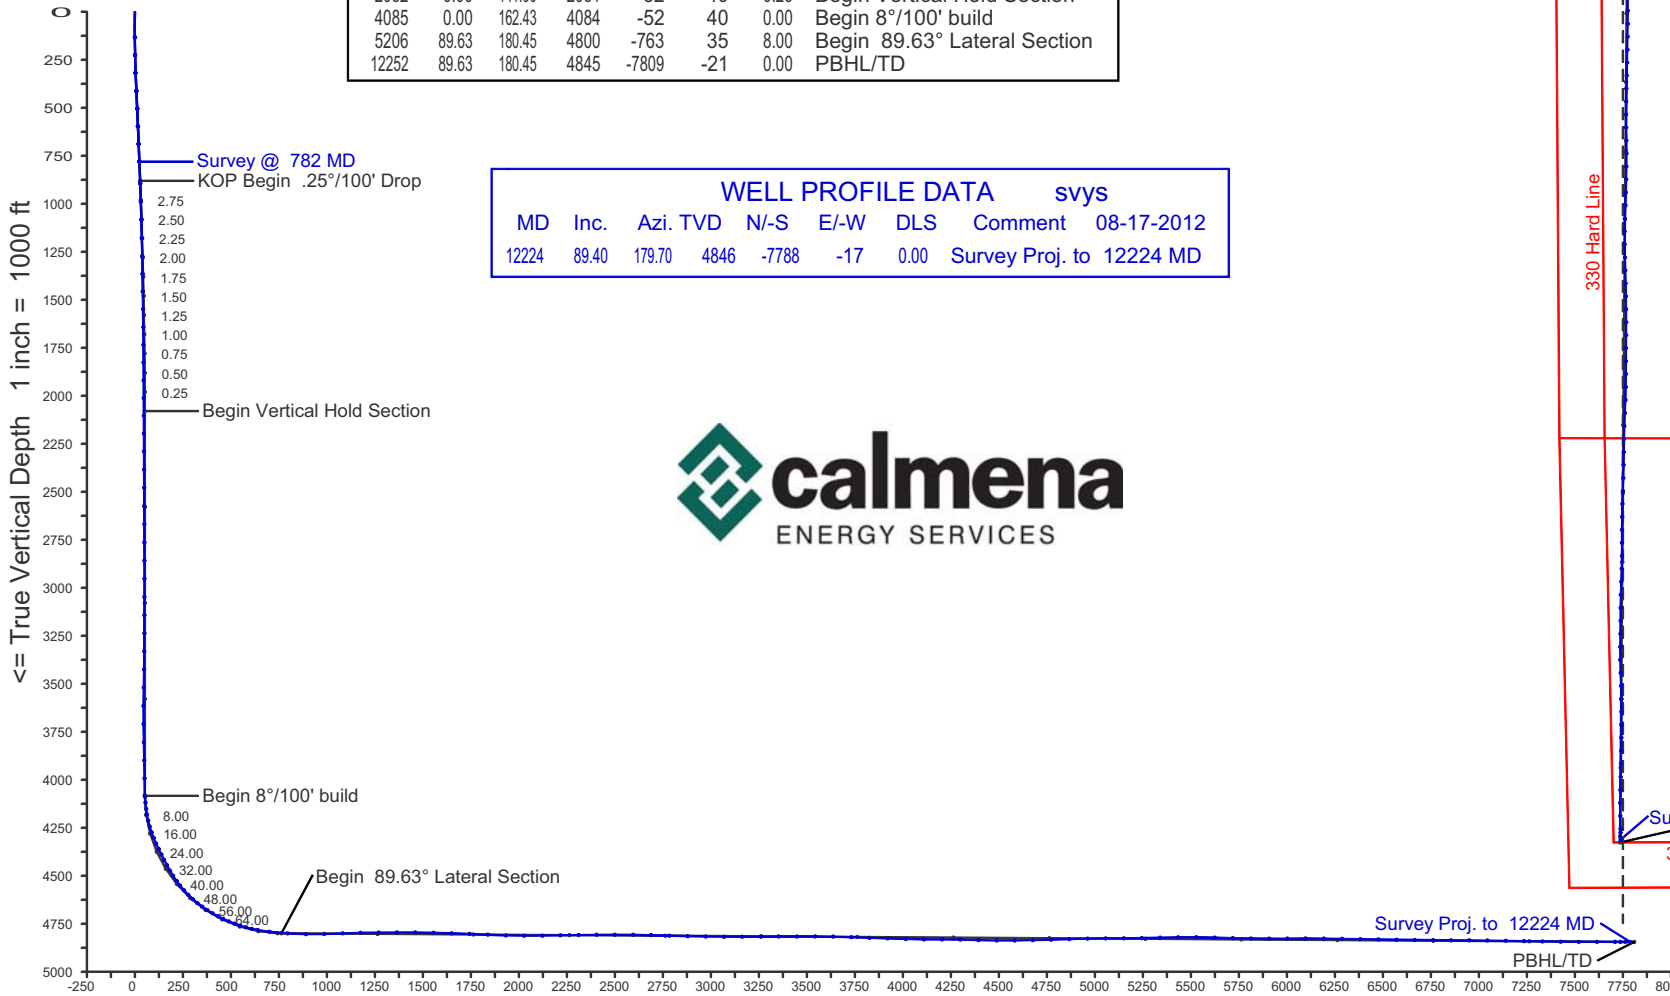 Begin Vertical Hold Section
4085 0.00 162.43 4084 -52 40 0.00 Begin 8°/100' build
5206 89.63 180.45 4800 -763 35 8.00 Begin 89.63° Lateral Section
12252 89.63 180.45 4845 -7809 -21 0.00 PBHL/TD
<= True Vertical Depth 1 inch = 1000 ft
0
250
500
750
1000
1250
1500
1750
2000
2250
2500
2750
3000
3250
3500
3750
4000
4250
4500
4750
5000
Survey @ 782 MD
KOP Begin .25°/100' Drop
2.75
2.50
2.25
2.00
1.75
1.50
1.25
1.00
0.75
0.50
0.25
Begin Vertical Hold Section
WELL PROFILE DATA svys
MD Inc. Azi. TVD N/-S E/-W DLS Comment 08-17-2012
12224 89.40 179.70 4846 -7788 -17 0.00 Survey Proj. to 12224 MD
330 Hard Line
calmena
ENERGY SERVICES
Begin 8°/100' build
8.00
16.00
24.00
32.00
40.00
48.00
56.00
64.00
Begin 89.63° Lateral Section
Su
Survey Proj. to 12224 MD
PBHL/TD
-250 0 250 500 750 1000 1250 1500 1750 2000 2250 2500 2750 3000 3250 3500 3750 4000 4250 4500 4750 5000 5250 5500 5750 6000 6250 6500 6750 7000 7250 7500 7750